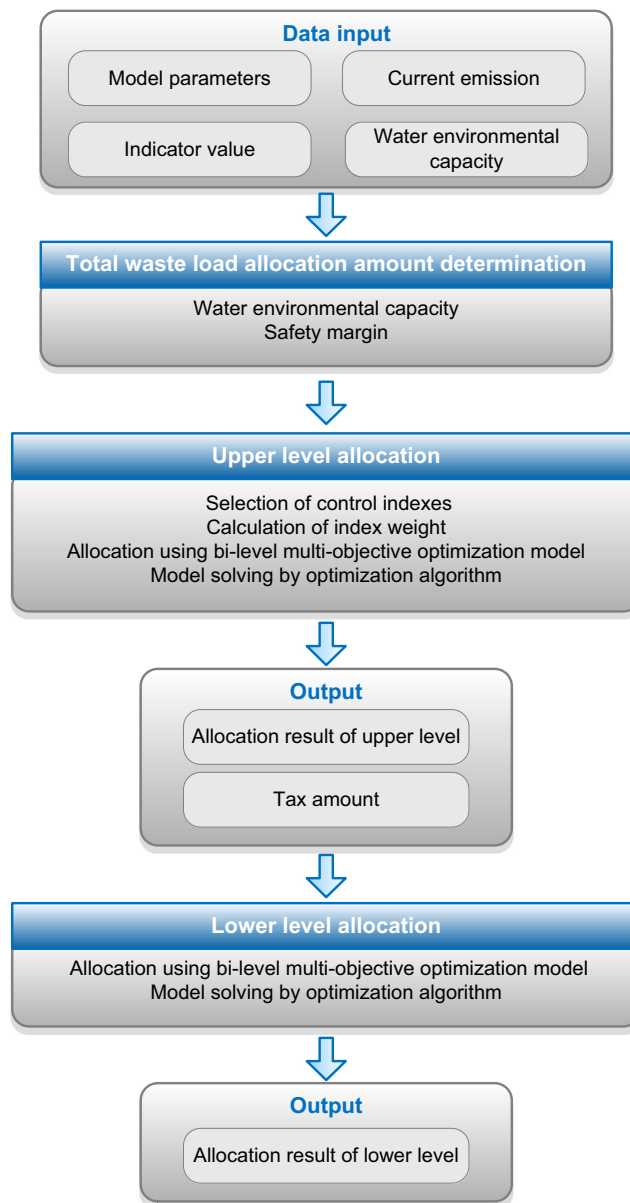 Data input
Model parameters
Current emission
Indicator value
Water environmental
capacity
Total waste load allocation amount determination
Water environmental capacity
Safety margin
Upper level allocation
Selection of control indexes
Calculation of index weight
Allocation using bi-level multi-objective optimization model
Model solving by optimization algorithm
Output
Allocation result of upper level
Tax amount
Lower level allocation
Allocation using bi-level multi-objective optimization model
Model solving by optimization algorithm
Output
Allocation result of lower level